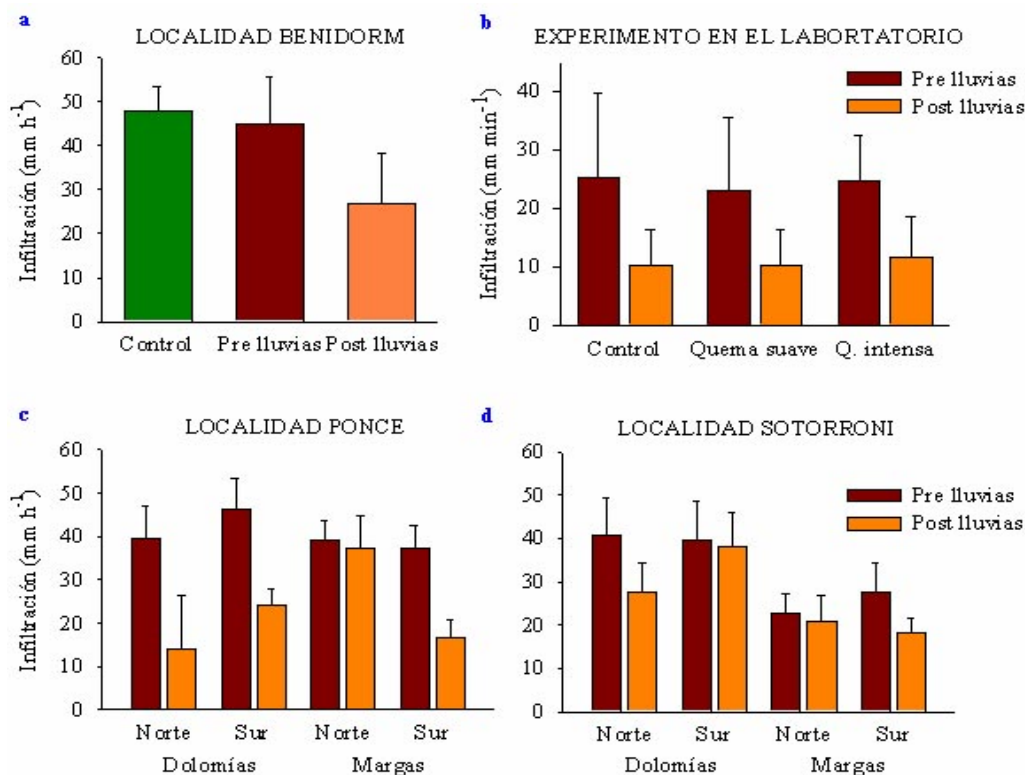 a
LOCALIDAD BENIDORM
Infiltración (mm h-1)
60
50
40
30
20
10
0
Control Pre lluvias Post lluvias
b
EXPERIMENTO EN EL LABORTATORIO
Pre lluvias
Post lluvias
Infiltración (mm min-1)
40
30
20
10
0
Control Quema suave Q. intensa
c
LOCALIDAD PONCE
Infiltración (mm h-1)
60
50
40
30
20
10
0
Norte Sur Norte Sur
Dolomías Margas
d
LOCALIDAD SOTORRONI
Pre lluvias
Post lluvias
60
50
40
30
20
10
0
Norte Sur Norte Sur
Dolomías Margas